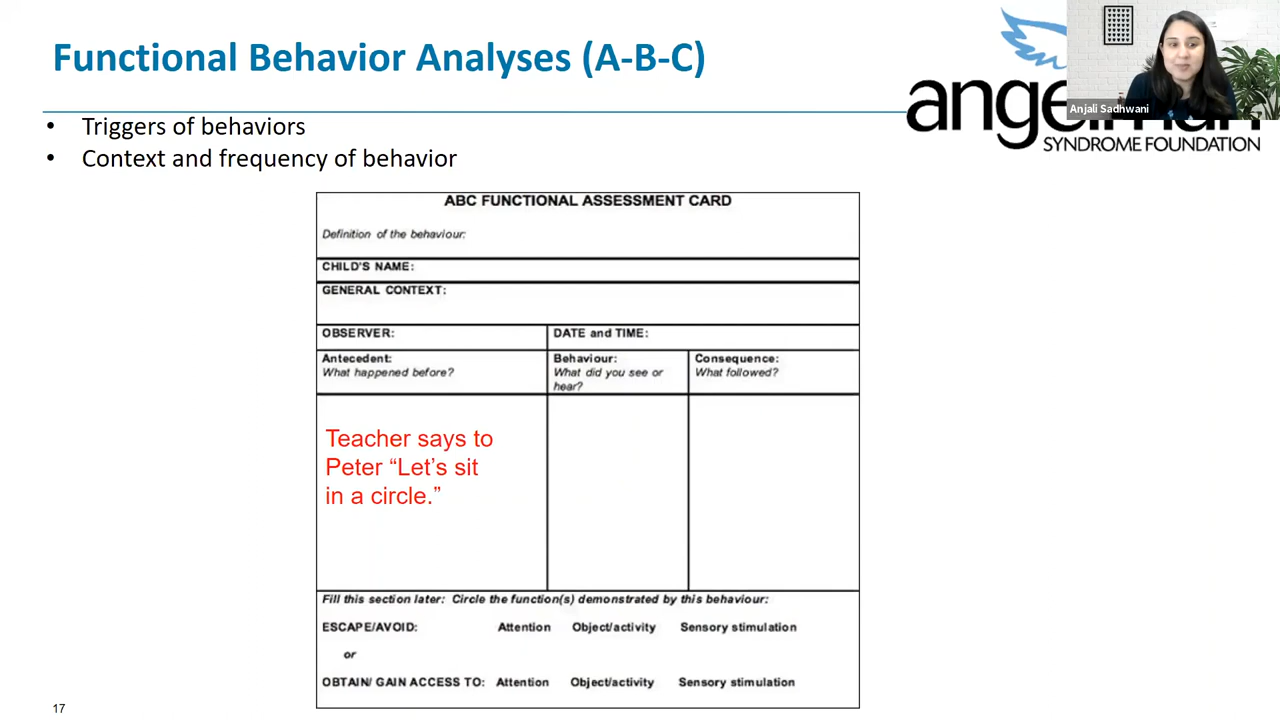 Functional Behavior Analyses (A-B-C)
Anjali Sadhwani
SYNDROME FOUNDATION
• Triggers of behaviors
• Context and frequency of behavior
ABC FUNCTIONAL ASSESSMENT CARD
Definition of the behaviour:
CHILD'S NAME:
GENERAL CONTEXT:
OBSERVER: DATE and TIME:
Antecedent: Behaviour: Consequence:
What happened before? What did you see or What followed?
hear?
Teacher says to
Peter “Let’s sit
in a circle.”
Fill this section later: Circle the function(s) demonstrated by this behaviour:
ESCAPE/AVOID: Attention Object/activity Sensory stimulation
or
OBTAIN/ GAIN ACCESS TO: Attention Object/activity Sensory stimulation
17